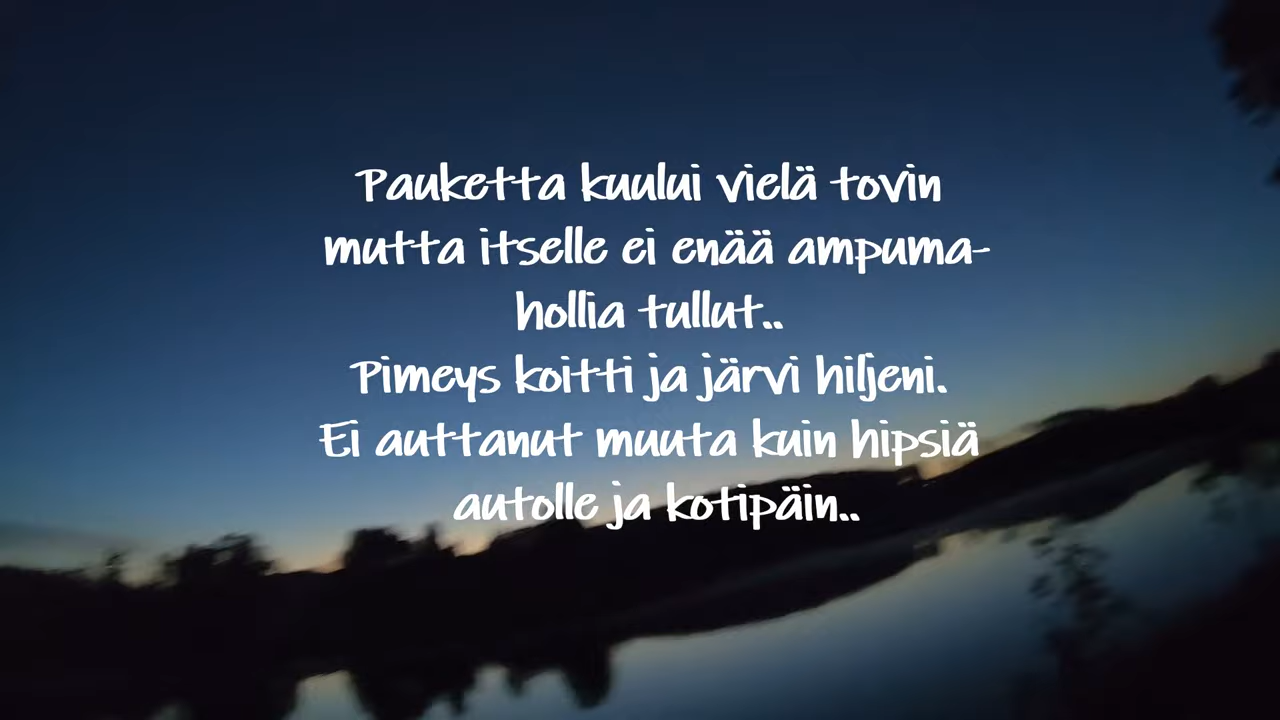 Pauketta kuului vielä tovin
mutta itselle ei enää ampuma-
hollia tullut..
Pimeys koitti ja järvi hiljeni.
Ei auttanut muuta kuin hipsiä
autolle ja kotipäin..